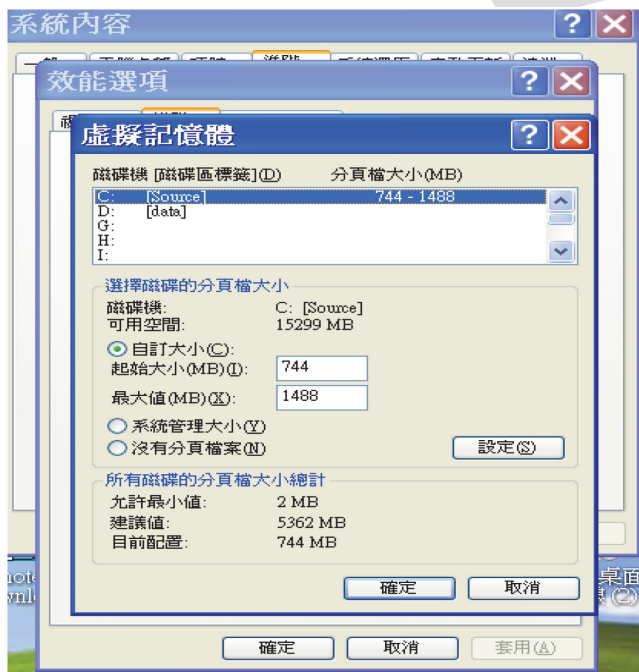 系統內容
效能選項
虛擬記憶體
磁碟機 [磁碟區標籤](D) 分頁檔大小(MB)
C: [Source] 744 - 1488
D: [data]
G:
H:
I:
選擇磁碟的分頁檔大小
磁碟機: C: [Source]
可用空間: 15299 MB
自訂大小(C):
起始大小(MB)(I): 744
最大值(MB)(X): 1488
系統管理大小(Y)
沒有分頁檔案(N)
設定(S)
所有磁碟的分頁檔大小總計
允許最小值: 2 MB
建議值: 5362 MB
目前配置: 744 MB
確定 取消
桌面
(2)
確定 取消 套用(A)